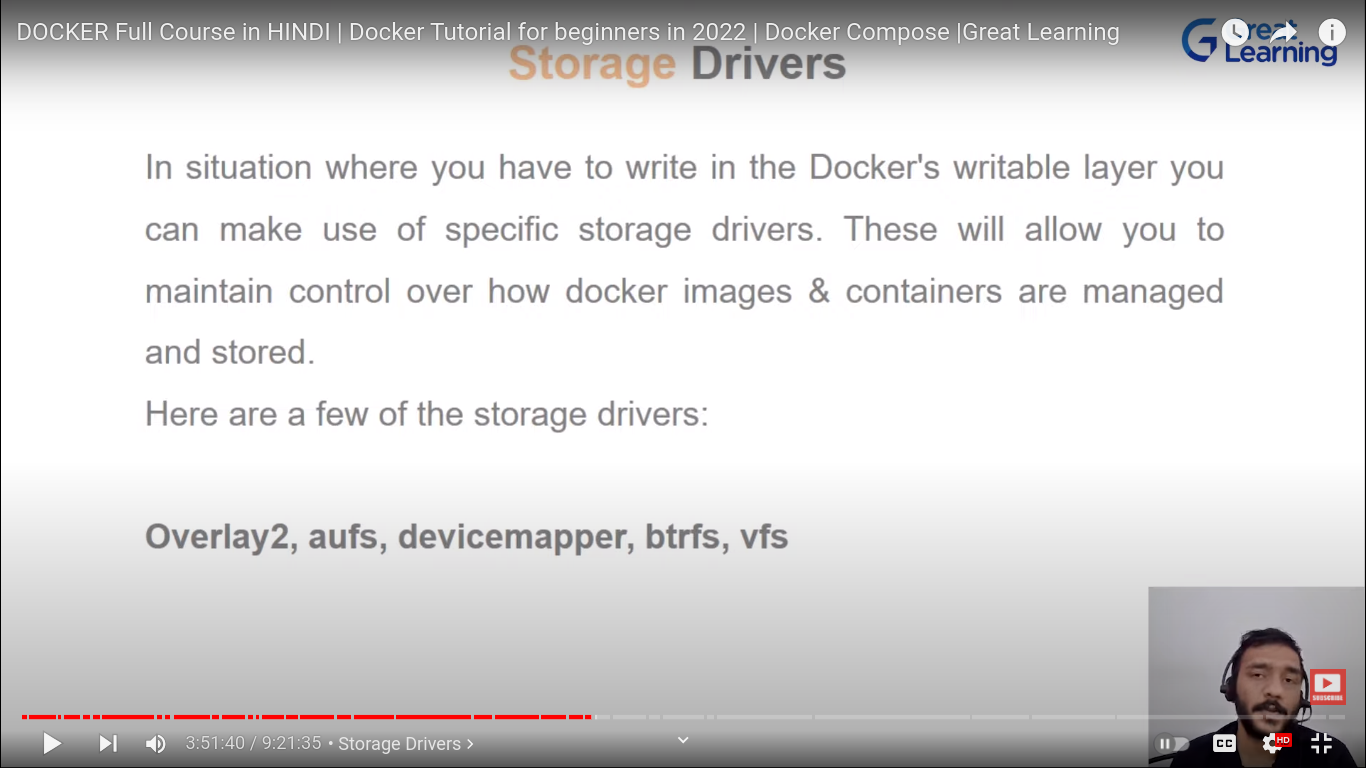 DOCKER Full Course in HINDI | Docker Tutorial for beginners in 2022 | Docker Compose |Great Learning
Great
Learning
Storage Drivers
In situation where you have to write in the Docker's writable layer you
can make use of specific storage drivers. These will allow you to
maintain control over how docker images & containers are managed
and stored.
Here are a few of the storage drivers:
Overlay2, aufs, devicemapper, btrfs, vfs
SUBSCRIBE
3:51:40 / 9:21:35 • Storage Drivers
CC
HD